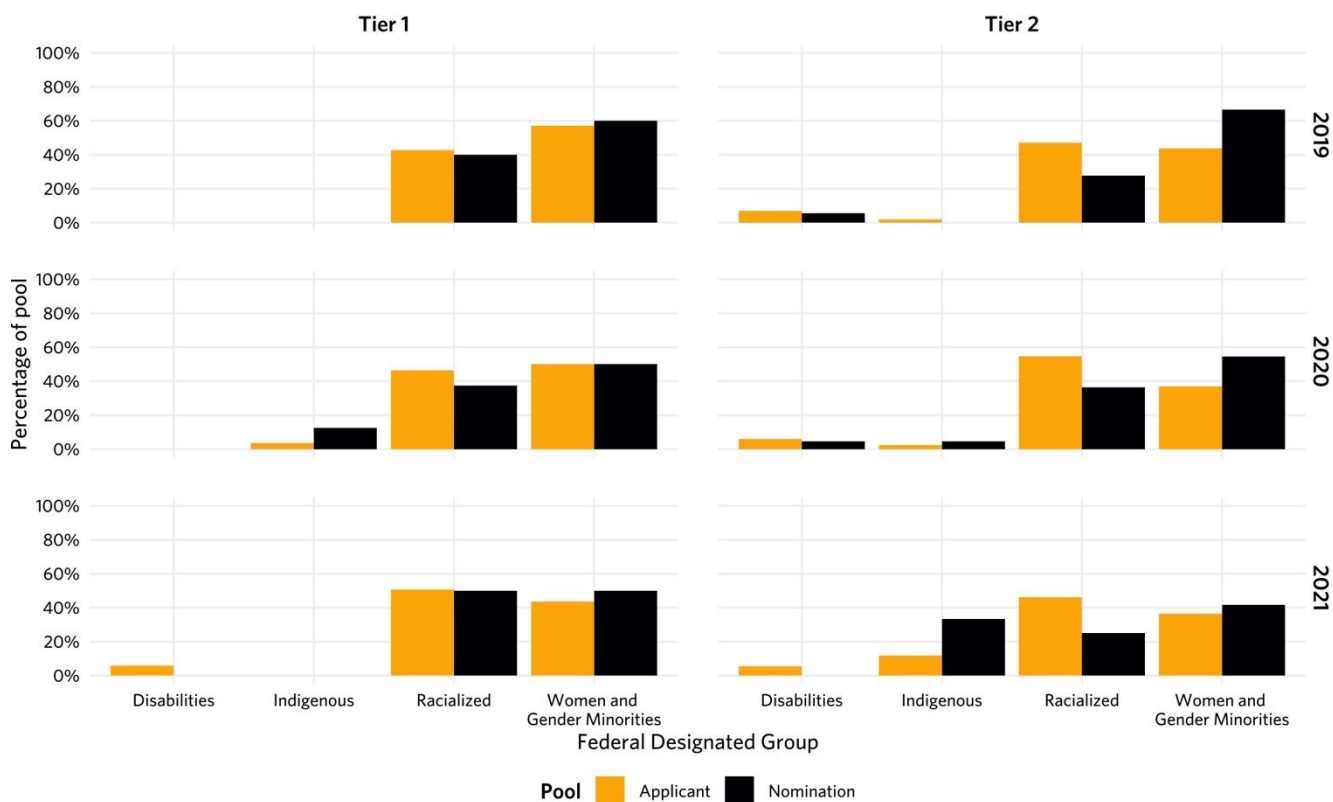 Tier 1
Tier 2
100%
80%
60%
40%
20%
0%
2019
Percentage of pool
100%
80%
60%
40%
20%
0%
2020
100%
80%
60%
40%
20%
0%
2021
Disabilities
Indigenous
Racialized
Women and
Gender Minorities
Disabilities
Indigenous
Racialized
Women and
Gender Minorities
Federal Designated Group
Pool Applicant Nomination